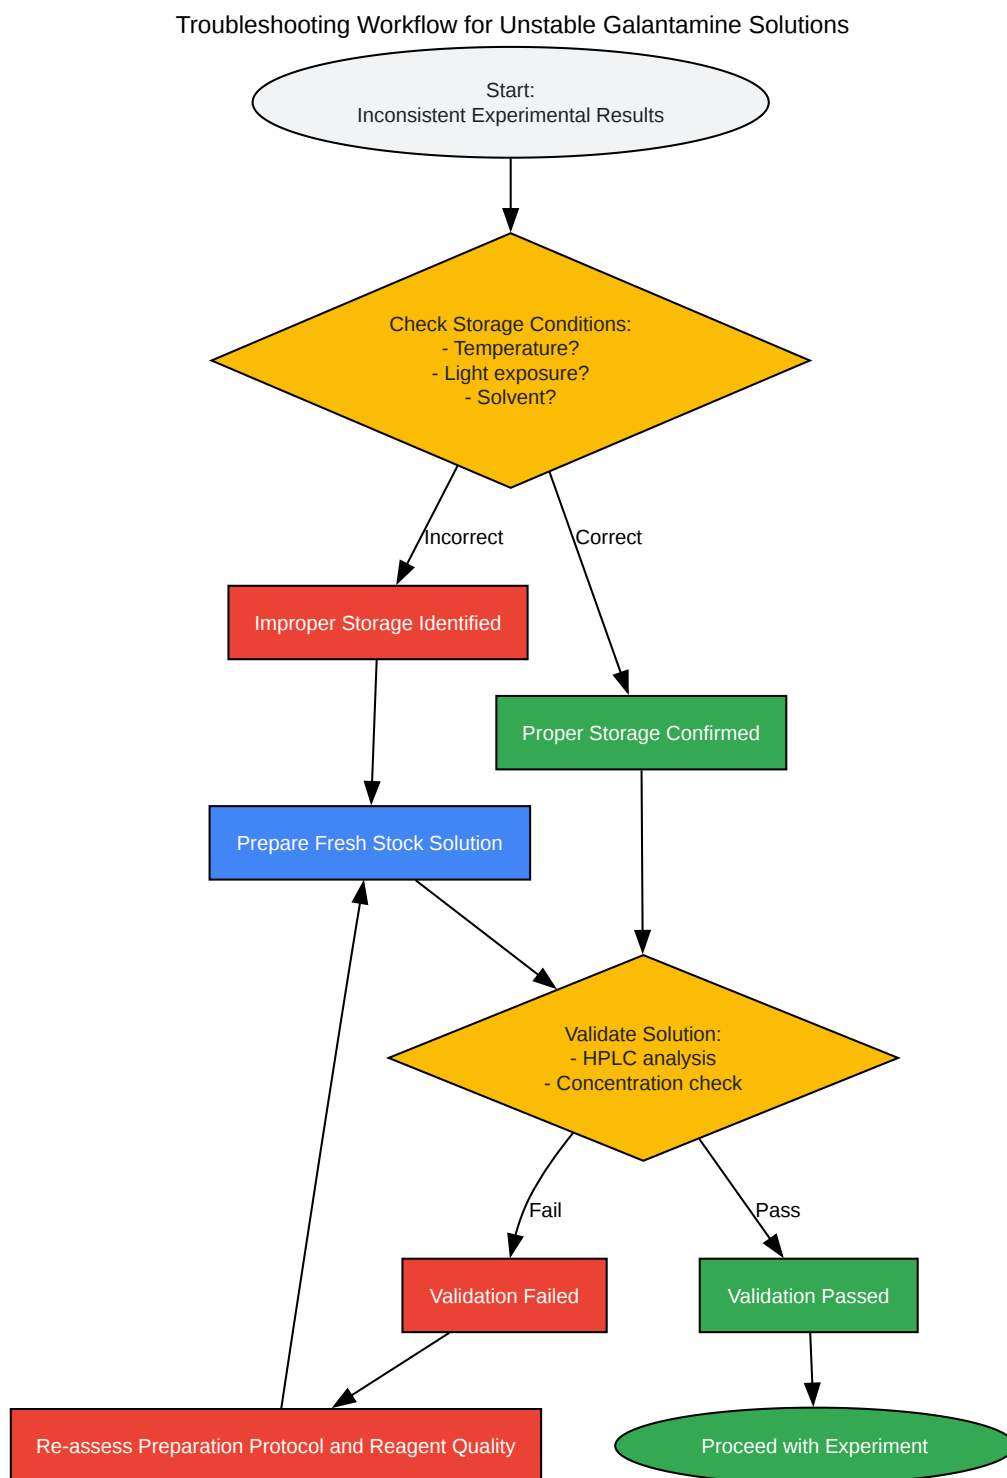 Troubleshooting Workflow for Unstable Galantamine Solutions
Start:
Inconsistent Experimental Results
Check Storage Conditions:
- Temperature?
- Light exposure?
- Solvent?
Incorrect
Correct
Improper Storage Identified
Proper Storage Confirmed
Prepare Fresh Stock Solution
Validate Solution:
- HPLC analysis
- Concentration check
Fail
Pass
Validation Failed
Validation Passed
Re-assess Preparation Protocol and Reagent Quality
Proceed with Experiment